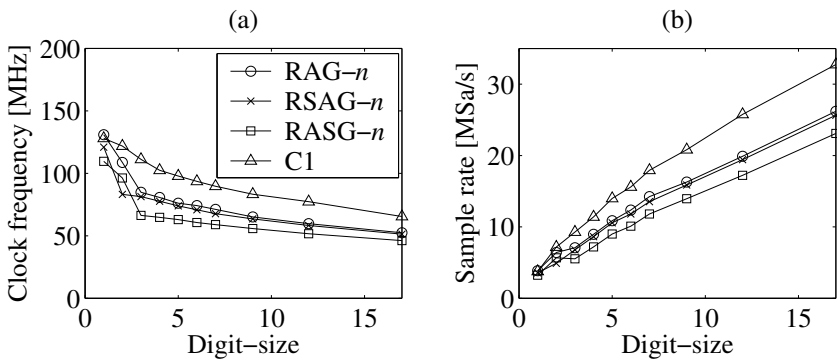 (a)
Clock frequency [MHz]
200
150
100
50
0
RAG−n
RSAG−n
RASG−n
C1
0 5 10 15
Digit−size
(b)
Sample rate [MSa/s]
30
20
10
0
0 5 10 15
Digit−size